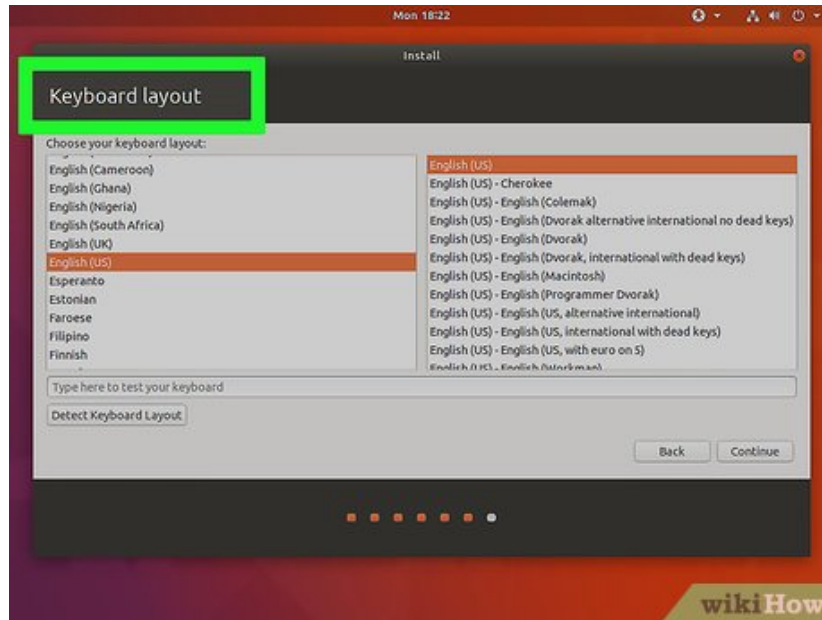 Mon 18:22
Install
Keyboard layout
Choose your keyboard layout:
English (Cameroon)
English (Ghana)
English (Nigeria)
English (South Africa)
English (UK)
English (US)
Esperanto
Estonian
Faroese
Filipino
Finnish
English (US)
English (US) - Cherokee
English (US) - English (Colemak)
English (US) - English (Dvorak alternative international no dead keys)
English (US) - English (Dvorak)
English (US) - English (Dvorak, international with dead keys)
English (US) - English (Macintosh)
English (US) - English (Programmer Dvorak)
English (US) - English (US, alternative international)
English (US) - English (US, international with dead keys)
English (US) - English (US, with euro on 5)
English (US) - English (Workman)
Type here to test your keyboard
Detect Keyboard Layout
Back
Continue
wikiHow